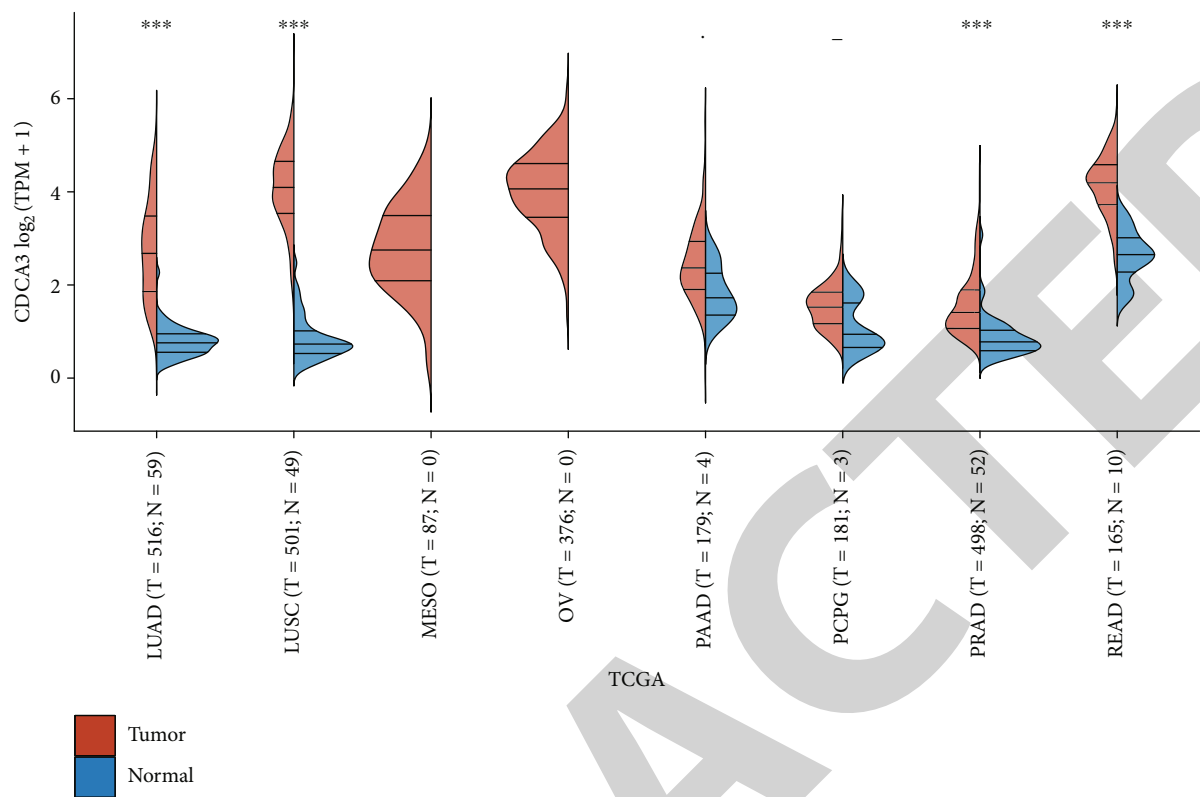 ***
***
.
–
***
***
CDCA3 log₂ (TPM + 1)
6
4
2
0
LUAD (T = 516; N = 59)
LUSC (T = 501; N = 49)
MESO (T = 87; N = 0)
OV (T = 376; N = 0)
PAAD (T = 179; N = 4)
PCPG (T = 181; N = 3)
PRAD (T = 498; N = 52)
READ (T = 165; N = 10)
TCGA
Tumor
Normal
ACTE